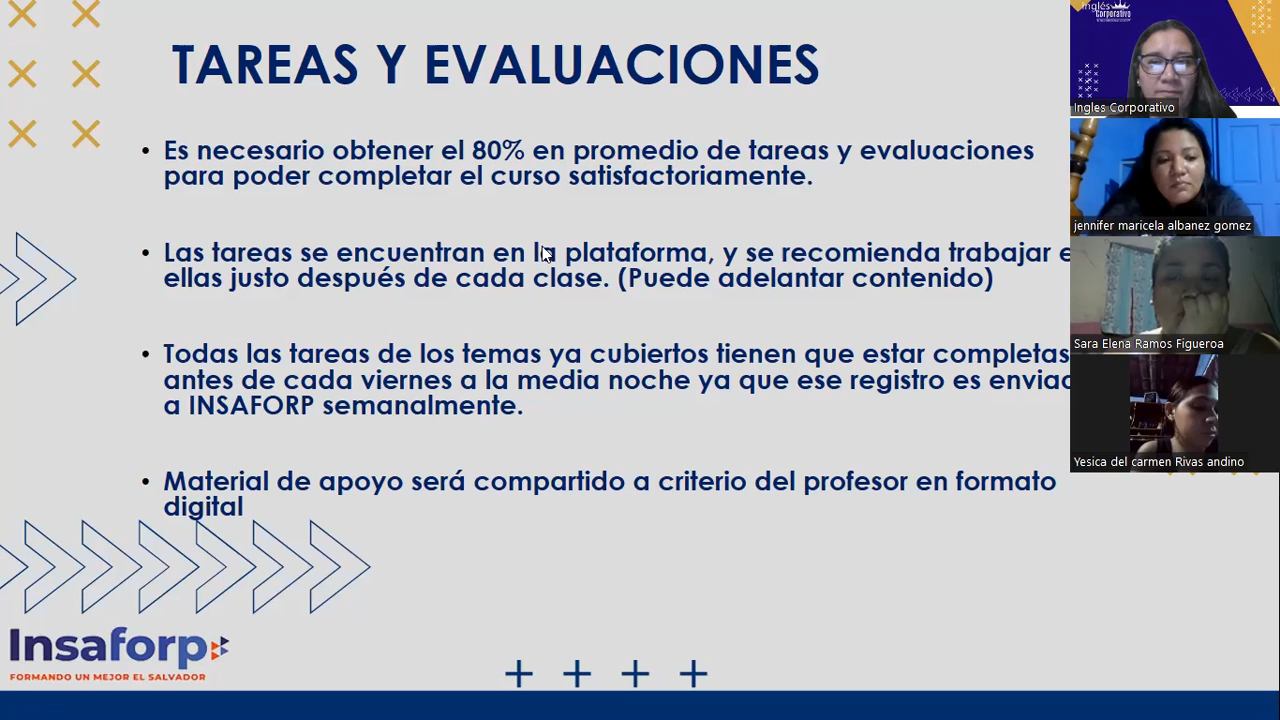 TAREAS Y EVALUACIONES
• Es necesario obtener el 80% en promedio de tareas y evaluaciones
para poder completar el curso satisfactoriamente.
• Las tareas se encuentran en la plataforma, y se recomienda trabajar e
ellas justo después de cada clase. (Puede adelantar contenido)
• Todas las tareas de los temas ya cubiertos tienen que estar completas
antes de cada viernes a la media noche ya que ese registro es enviad
a INSAFORP semanalmente.
• Material de apoyo será compartido a criterio del profesor en formato
digital
Insaforp
FORMANDO UN MEJOR EL SALVADOR
Inglés
Corporativo
Ingles Corporativo
jennifer maricela albanez gomez
Sara Elena Ramos Figueroa
Yesica del carmen Rivas andino